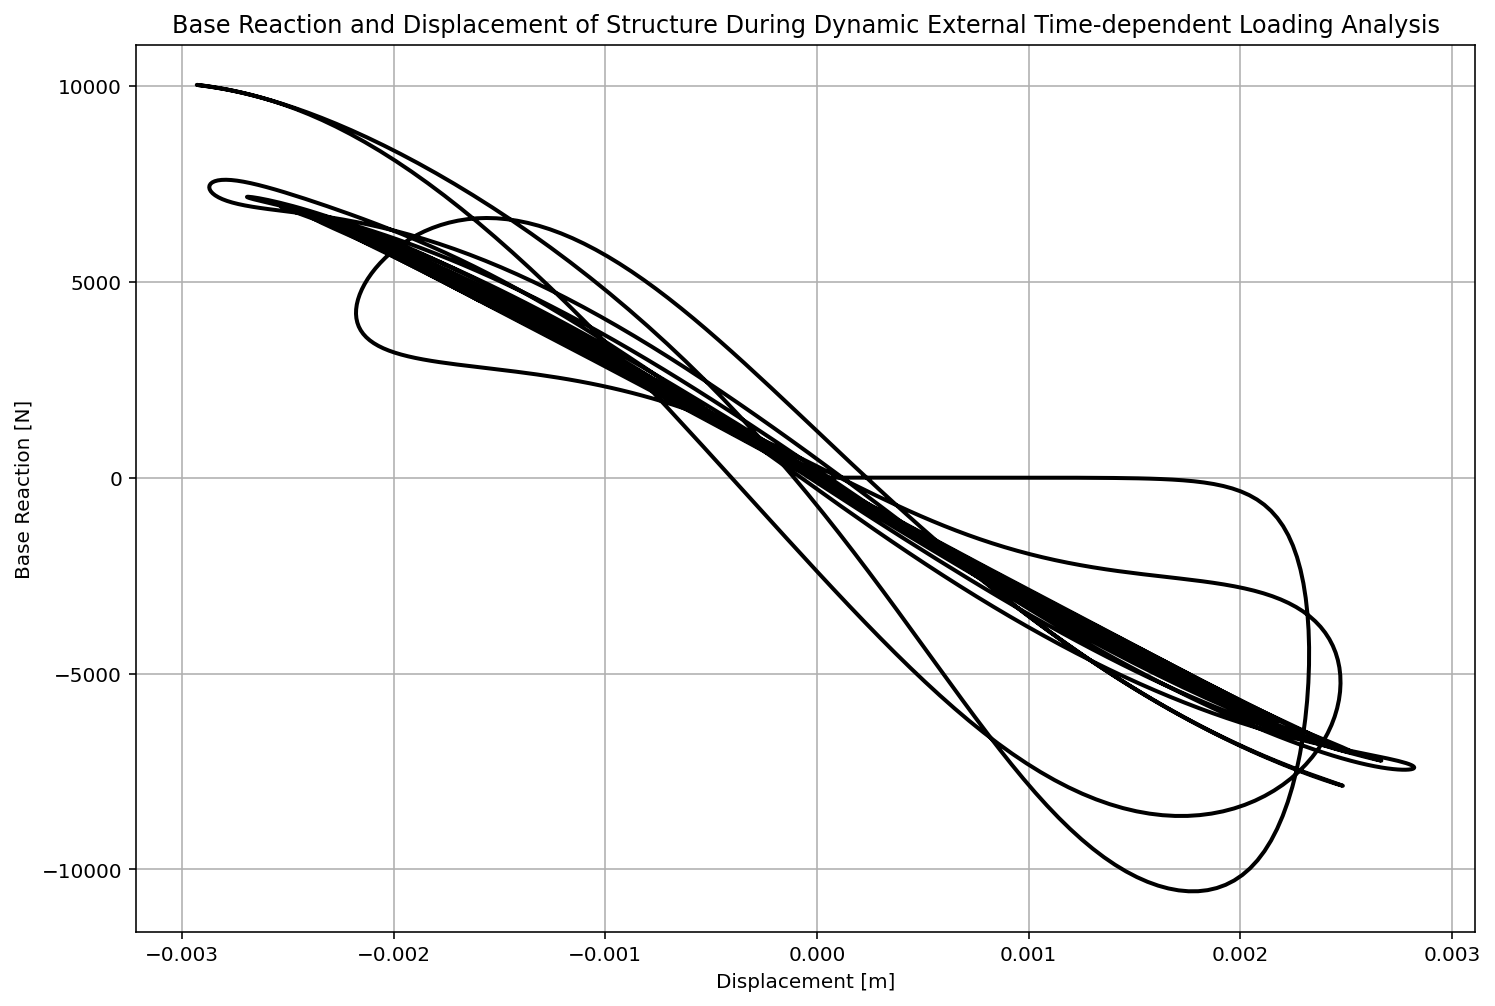 Base Reaction and Displacement of Structure During Dynamic External Time-dependent Loading Analysis
10000
5000
0
−5000
−10000
Base Reaction [N]
−0.003 −0.002 −0.001 0.000 0.001 0.002 0.003
Displacement [m]